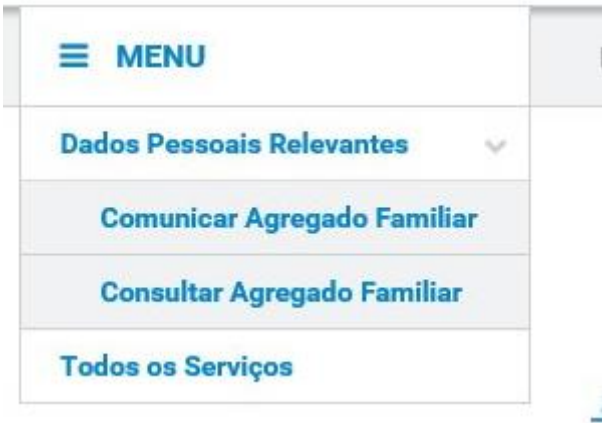 MENU
Dados Pessoais Relevantes
Comunicar Agregado Familiar
Consultar Agregado Familiar
Todos os Serviços